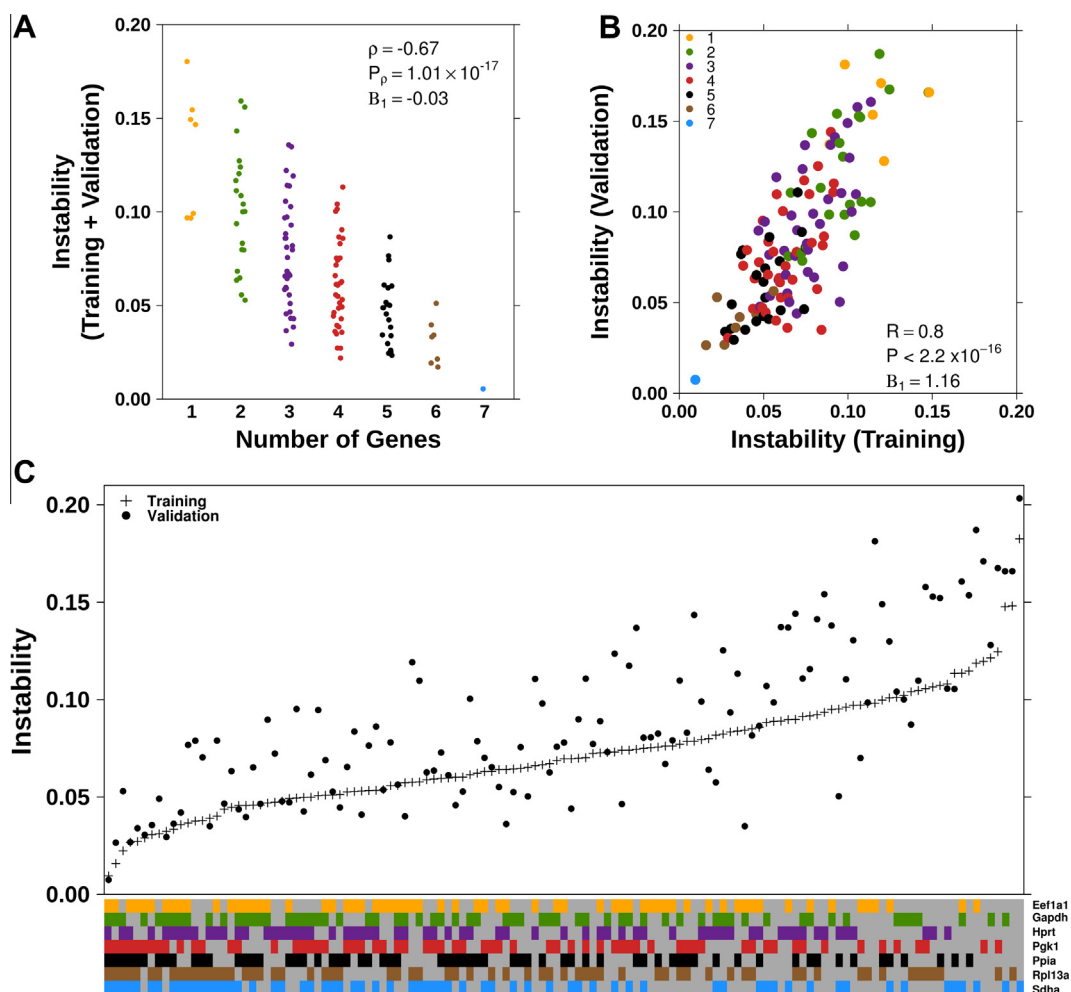 A
0.20
0.15
0.10
0.05
0.00
Instability
(Training + Validation)
ρ = -0.67
Pρ = 1.01 × 10⁻¹⁷
B₁ = -0.03
1 2 3 4 5 6 7
Number of Genes
B
0.20
0.15
0.10
0.05
0.00
Instability (Validation)
1
2
3
4
5
6
7
R = 0.8
P < 2.2 x10⁻¹⁶
B₁ = 1.16
0.00 0.05 0.10 0.15 0.20
Instability (Training)
C
0.20
0.15
0.10
0.05
0.00
Instability
Training
Validation
Eef1a1
Gapdh
Hprt
Pgk1
Ppia
Rpl13a
Sdha